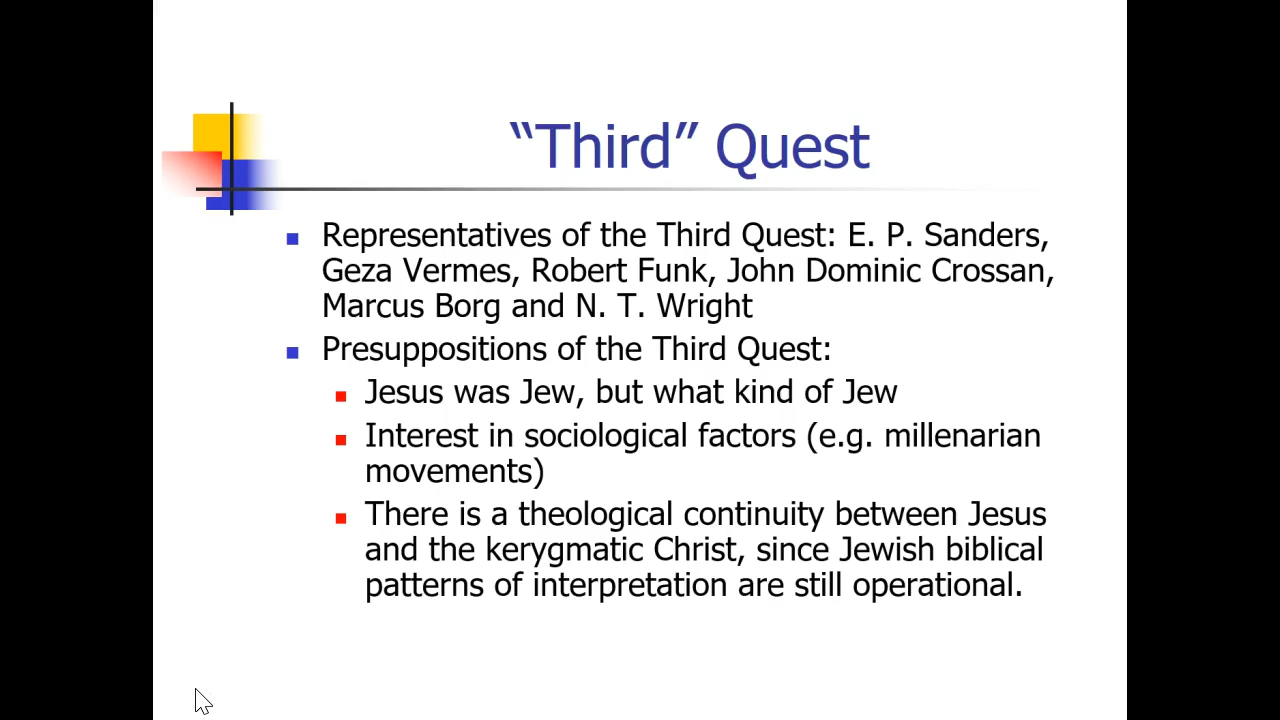 “Third” Quest
Representatives of the Third Quest: E. P. Sanders,
Geza Vermes, Robert Funk, John Dominic Crossan,
Marcus Borg and N. T. Wright
Presuppositions of the Third Quest:
Jesus was Jew, but what kind of Jew
Interest in sociological factors (e.g. millenarian
movements)
There is a theological continuity between Jesus
and the kerygmatic Christ, since Jewish biblical
patterns of interpretation are still operational.